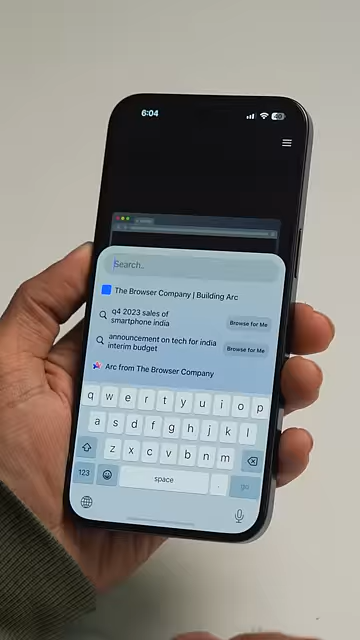 6:04
Search..
The Browser Company | Building Arc
q4 2023 sales of
smartphone india
Browse for Me
announcement on tech for india
interim budget
Browse for Me
Arc from The Browser Company
q w e r t y u i o p
a s d f g h j k l
z x c v b n m
123
space
.
go